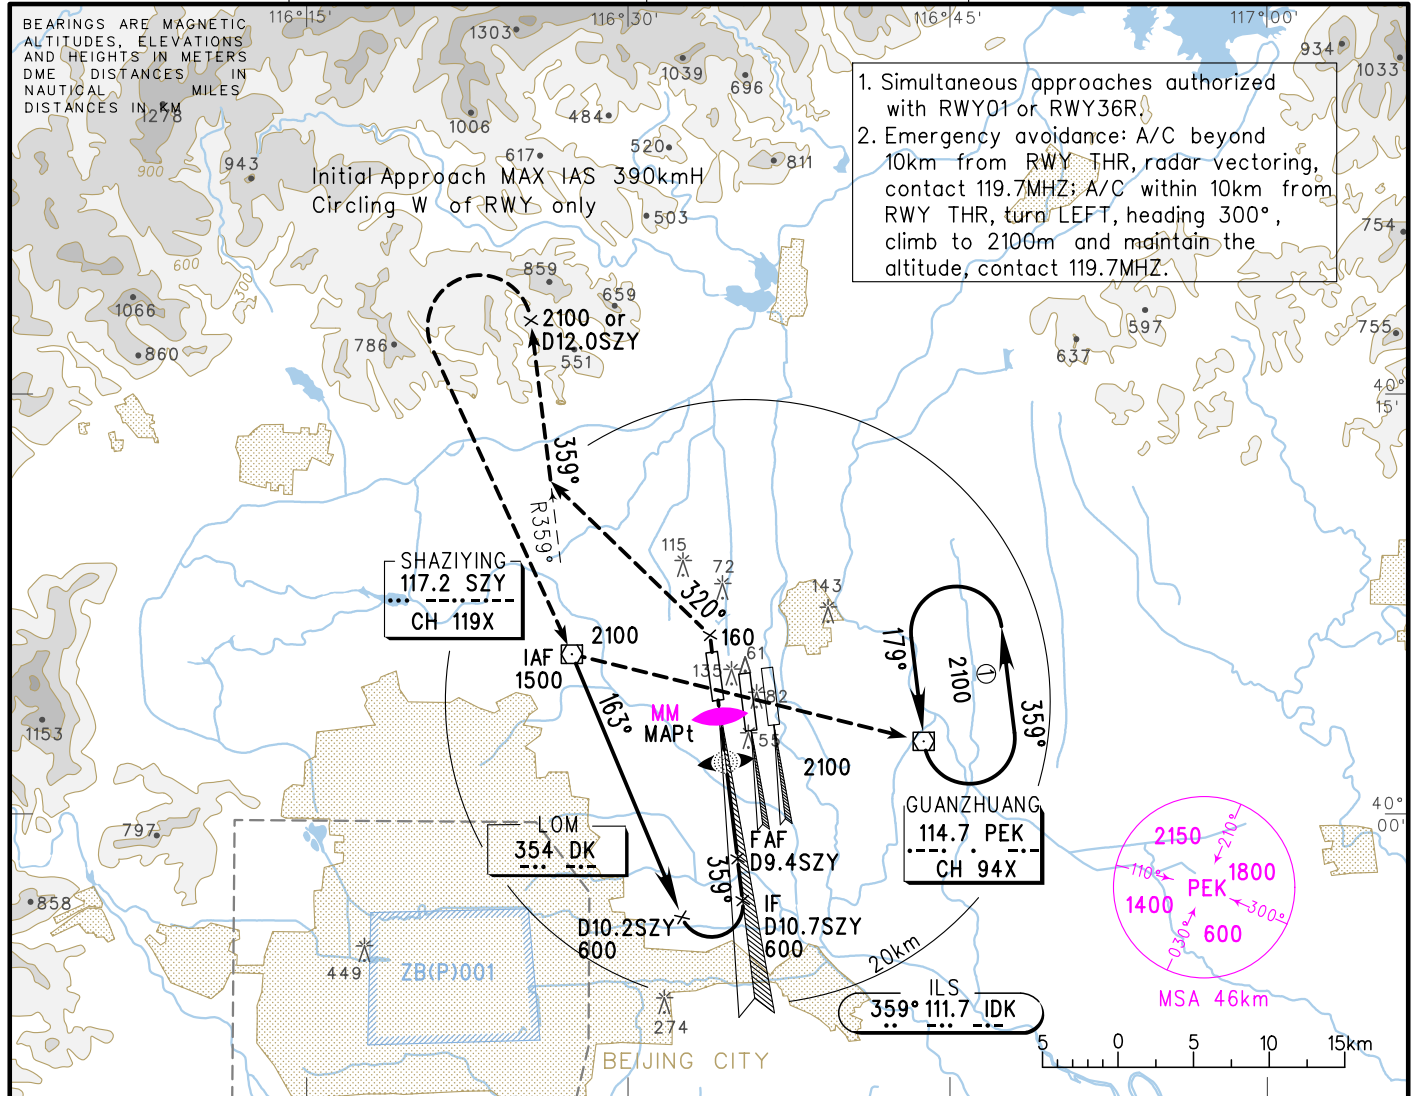 116°15'
116°30'
116°45'
117°00'
BEARINGS ARE MAGNETIC
ALTITUDES, ELEVATIONS
AND HEIGHTS IN METERS
DME DISTANCES IN
NAUTICAL MILES
DISTANCES IN KM
1278
1303
1039
696
1006
484
934
1033
943
900
617
520
811
503
Initial Approach MAX IAS 390kmH
Circling W of RWY only
1. Simultaneous approaches authorized
with RWY01 or RWY36R.
2. Emergency avoidance: A/C beyond
10km from RWY THR, radar vectoring,
contact 119.7MHZ; A/C within 10km from
RWY THR, turn LEFT, heading 300°,
climb to 2100m and maintain the
altitude, contact 119.7MHZ.
754
600
300
859
659
1066
860
786
2100 or
D12.0SZY
551
597
637
755
40°
15'
359°
R359°
SHAZIYING
117.2 SZY
CH 119X
115
72
143
320°
160
2100
IAF
1500
135
61
82
55
163°
MM
MAPt
2100
179°
2100
①
359°
1153
GUANZHUANG
114.7 PEK
CH 94X
40°
00'
797
LOM
354 DK
FAF
D9.4SZY
359°
IF
D10.7SZY
600
D10.2SZY
600
858
449
ZB(P)001
274
20km
ILS
359° 111.7 IDK
BEIJING CITY
2150
210°
110°
PEK
1800
1400
300°
030°
600
MSA 46km
5 0 5 10 15km